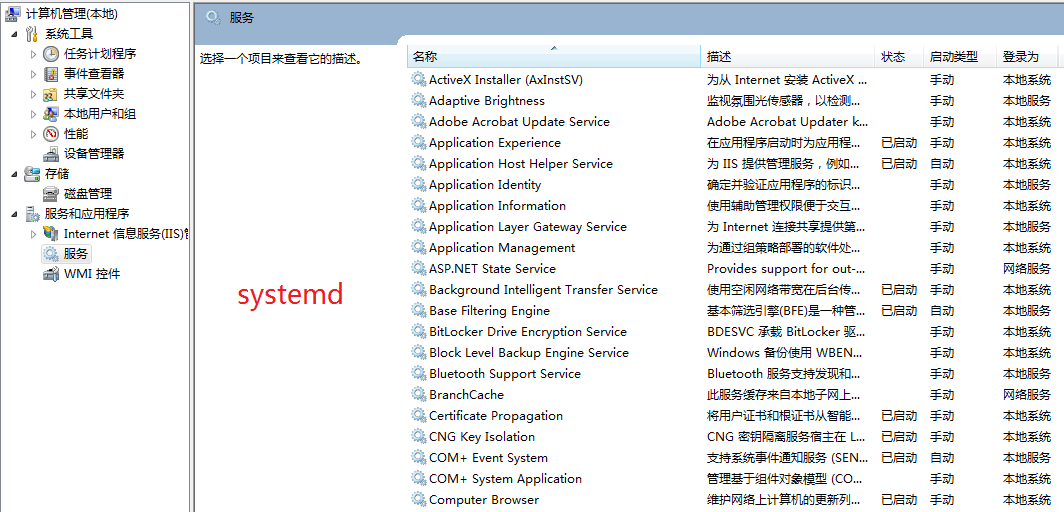 计算机管理(本地)
系统工具
任务计划程序
事件查看器
共享文件夹
本地用户和组
性能
设备管理器
存储
磁盘管理
服务和应用程序
Internet 信息服务(IIS)管
服务
WMI 控件
服务
选择一个项目来查看它的描述。
systemd
名称 描述 状态 启动类型 登录为
ActiveX Installer (AxInstSV) 为从 Internet 安装 ActiveX ... 手动 本地系统
Adaptive Brightness 监视氛围光传感器，以检测... 手动 本地服务
Adobe Acrobat Update Service Adobe Acrobat Updater k... 手动 本地系统
Application Experience 在应用程序启动时为应用程... 已启动 手动 本地系统
Application Host Helper Service 为 IIS 提供管理服务，例如... 已启动 自动 本地系统
Application Identity 确定并验证应用程序的标识... 手动 本地服务
Application Information 使用辅助管理权限便于交互... 手动 本地系统
Application Layer Gateway Service 为 Internet 连接共享提供第... 手动 本地服务
Application Management 为通过组策略部署的软件处... 手动 本地系统
ASP.NET State Service Provides support for out-... 手动 网络服务
Background Intelligent Transfer Service 使用空闲网络带宽在后台传... 已启动 手动 本地系统
Base Filtering Engine 基本筛选引擎(BFE)是一种管... 已启动 自动 本地服务
BitLocker Drive Encryption Service BDESVC 承载 BitLocker 驱... 手动 本地系统
Block Level Backup Engine Service Windows 备份使用 WBEN... 手动 本地系统
Bluetooth Support Service Bluetooth 服务支持发现和... 手动 本地服务
BranchCache 此服务缓存来自本地子网上... 手动 网络服务
Certificate Propagation 将用户证书和根证书从智能... 已启动 手动 本地系统
CNG Key Isolation CNG 密钥隔离服务宿主在 L... 已启动 手动 本地系统
COM+ Event System 支持系统事件通知服务 (SEN... 已启动 自动 本地服务
COM+ System Application 管理基于组件对象模型 (CO... 手动 本地系统
Computer Browser 维护网络上计算机的更新列... 已启动 手动 本地系统